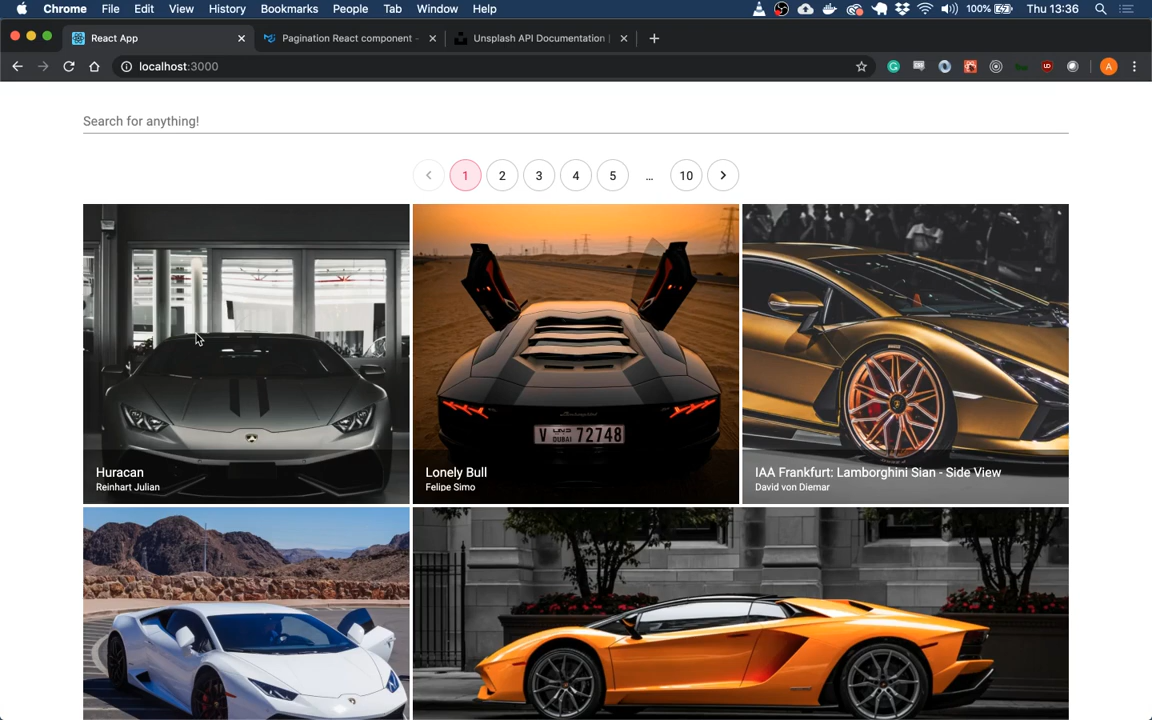 Chrome File Edit View History Bookmarks People Tab Window Help 100% Thu 13:36
React App Pagination React component - Unsplash API Documentation |
localhost:3000 A
Search for anything!
1 2 3 4 5 ... 10
V DUBAI 72748
Huracan
Reinhart Julian
Lonely Bull
Felipe Simo
IAA Frankfurt: Lamborghini Sian - Side View
David von Diemar